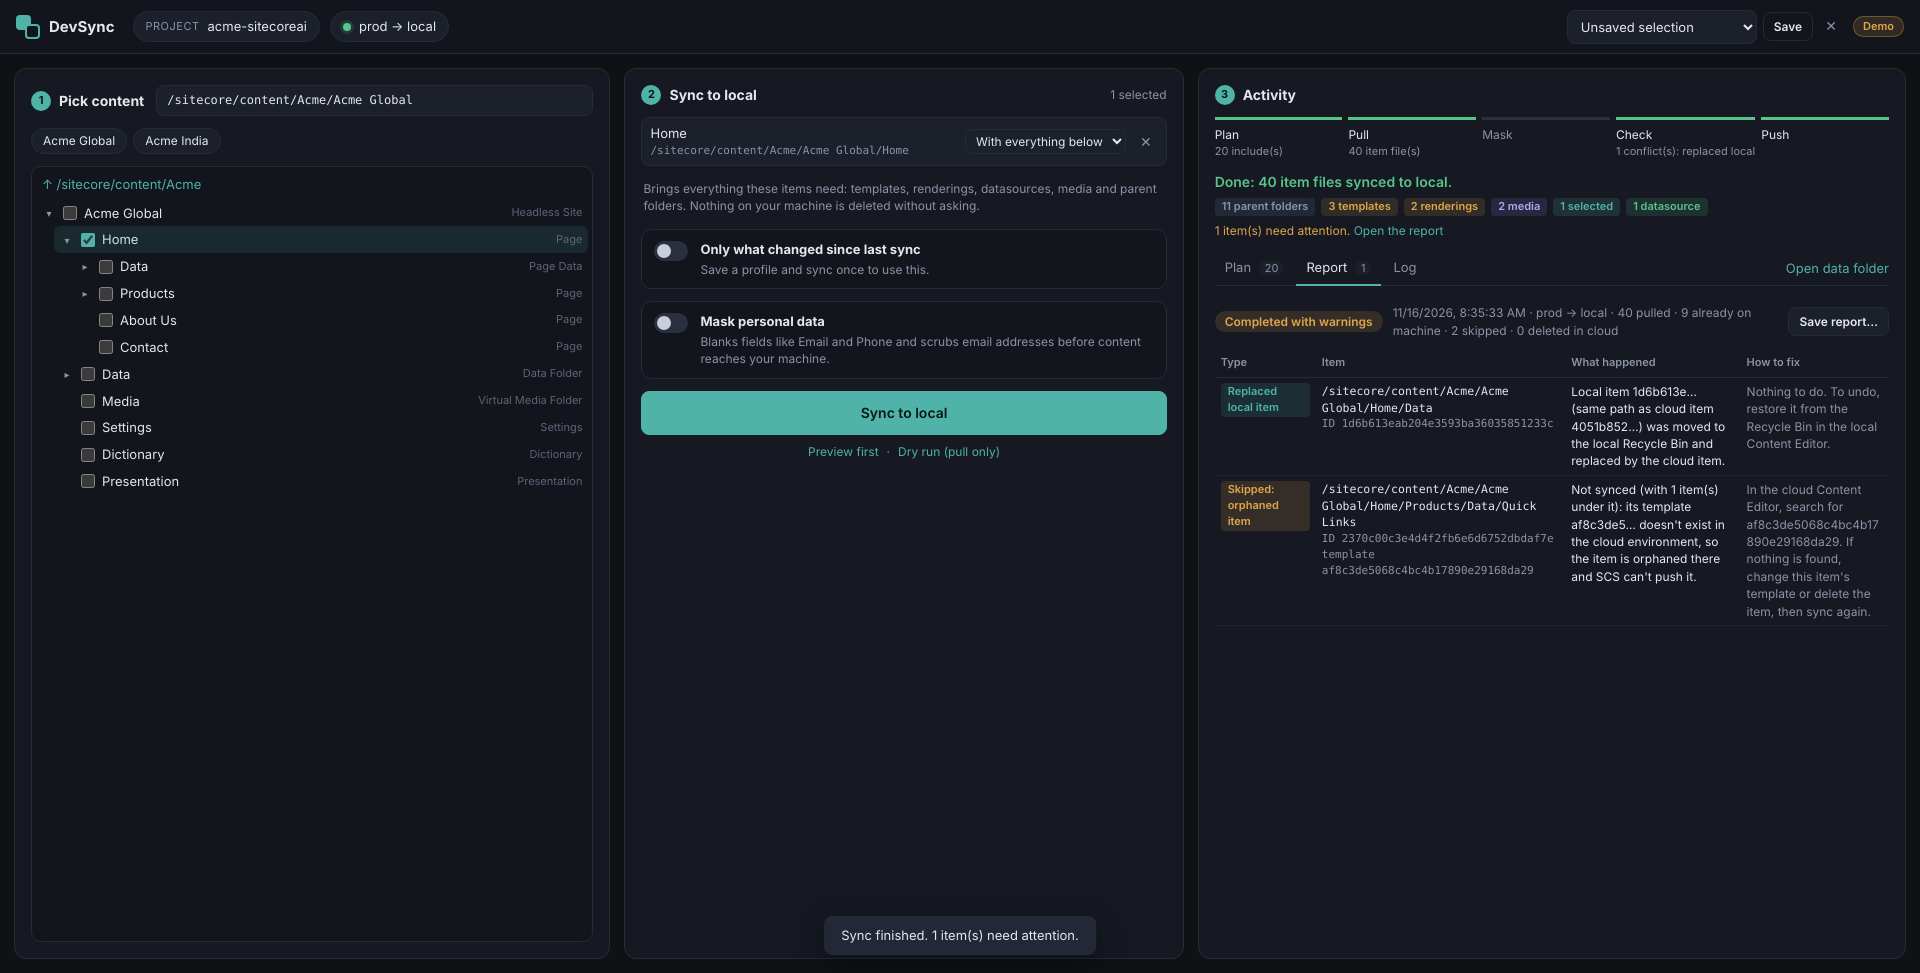 DevSync
PROJECT acme-sitecoreai
prod → local
Unsaved selection
Save
×
Demo
1 Pick content
/sitecore/content/Acme/Acme Global
Acme Global
Acme India
↑ /sitecore/content/Acme
Acme Global Headless Site
Home Page
Data Page Data
Products Page
About Us Page
Contact Page
Data Data Folder
Media Virtual Media Folder
Settings Settings
Dictionary Dictionary
Presentation Presentation
2 Sync to local
1 selected
Home
/sitecore/content/Acme/Acme Global/Home
With everything below
×
Brings everything these items need: templates, renderings, datasources, media and parent
folders. Nothing on your machine is deleted without asking.
Only what changed since last sync
Save a profile and sync once to use this.
Mask personal data
Blanks fields like Email and Phone and scrubs email addresses before content
reaches your machine.
Sync to local
Preview first · Dry run (pull only)
Sync finished. 1 item(s) need attention.
3 Activity
Plan
20 include(s)
Pull
40 item file(s)
Mask
Check
1 conflict(s): replaced local
Push
Done: 40 item files synced to local.
11 parent folders
3 templates
2 renderings
2 media
1 selected
1 datasource
1 item(s) need attention. Open the report
Plan 20
Report 1
Log
Open data folder
Completed with warnings
11/16/2026, 8:35:33 AM · prod → local · 40 pulled · 9 already on
machine · 2 skipped · 0 deleted in cloud
Save report...
Type
Item
What happened
How to fix
Replaced
local item
/sitecore/content/Acme/Acme
Global/Home/Data
ID 1d6b613eab204e3593ba36035851233c
Local item 1d6b613e...
(same path as cloud item
4051b852...) was moved to
the local Recycle Bin and
replaced by the cloud item.
Nothing to do. To undo,
restore it from the
Recycle Bin in the local
Content Editor.
Skipped:
orphaned
item
/sitecore/content/Acme/Acme
Global/Home/Products/Data/Quick
Links
ID 2370c00c3e4d4f2fb6e6d6752dbdaf7e
template
af8c3de5068c4bc4b17890e29168da29
Not synced (with 1 item(s)
under it): its template
af8c3de5... doesn't exist in
the cloud environment, so
the item is orphaned there
and SCS can't push it.
In the cloud Content
Editor, search for
af8c3de5068c4bc4b17
890e29168da29. If
nothing is found,
change this item's
template or delete the
item, then sync again.